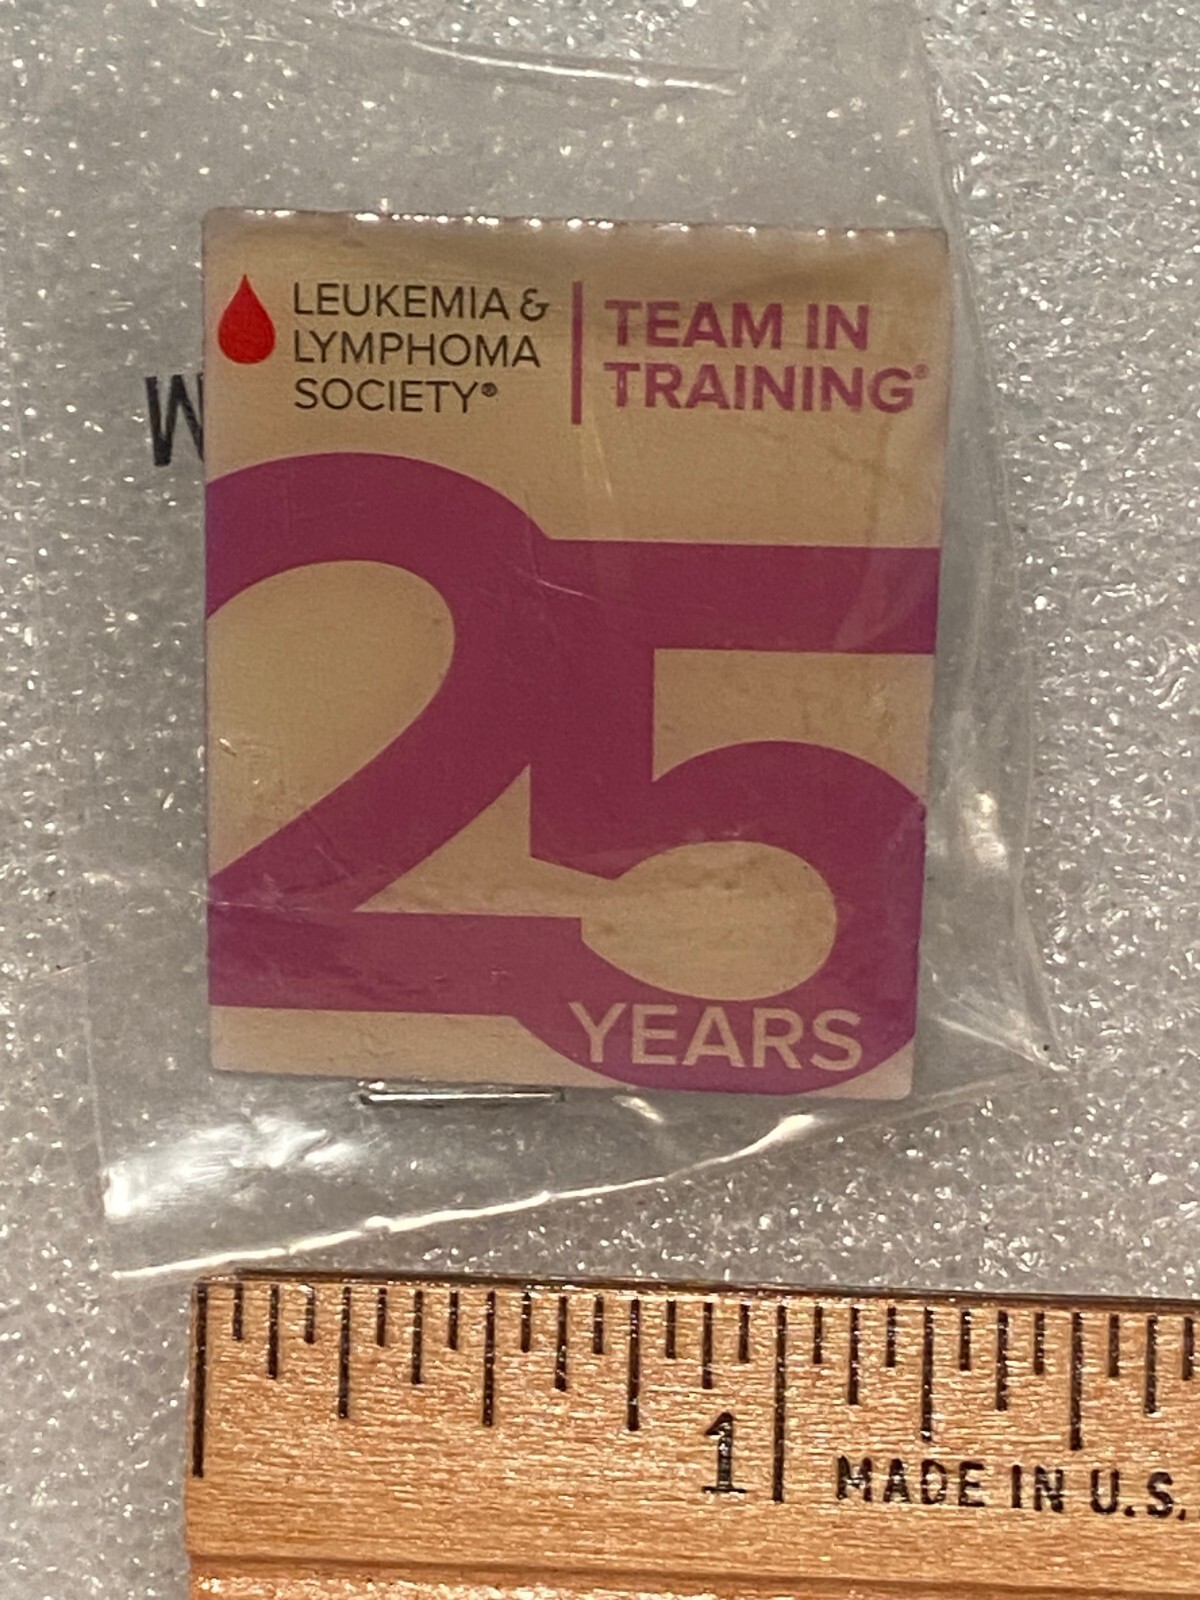 LEUKEMIA &
LYMPHOMA
SOCIETY®
TEAM IN
TRAINING®
W
25
YEARS
1
MADE IN U.S.